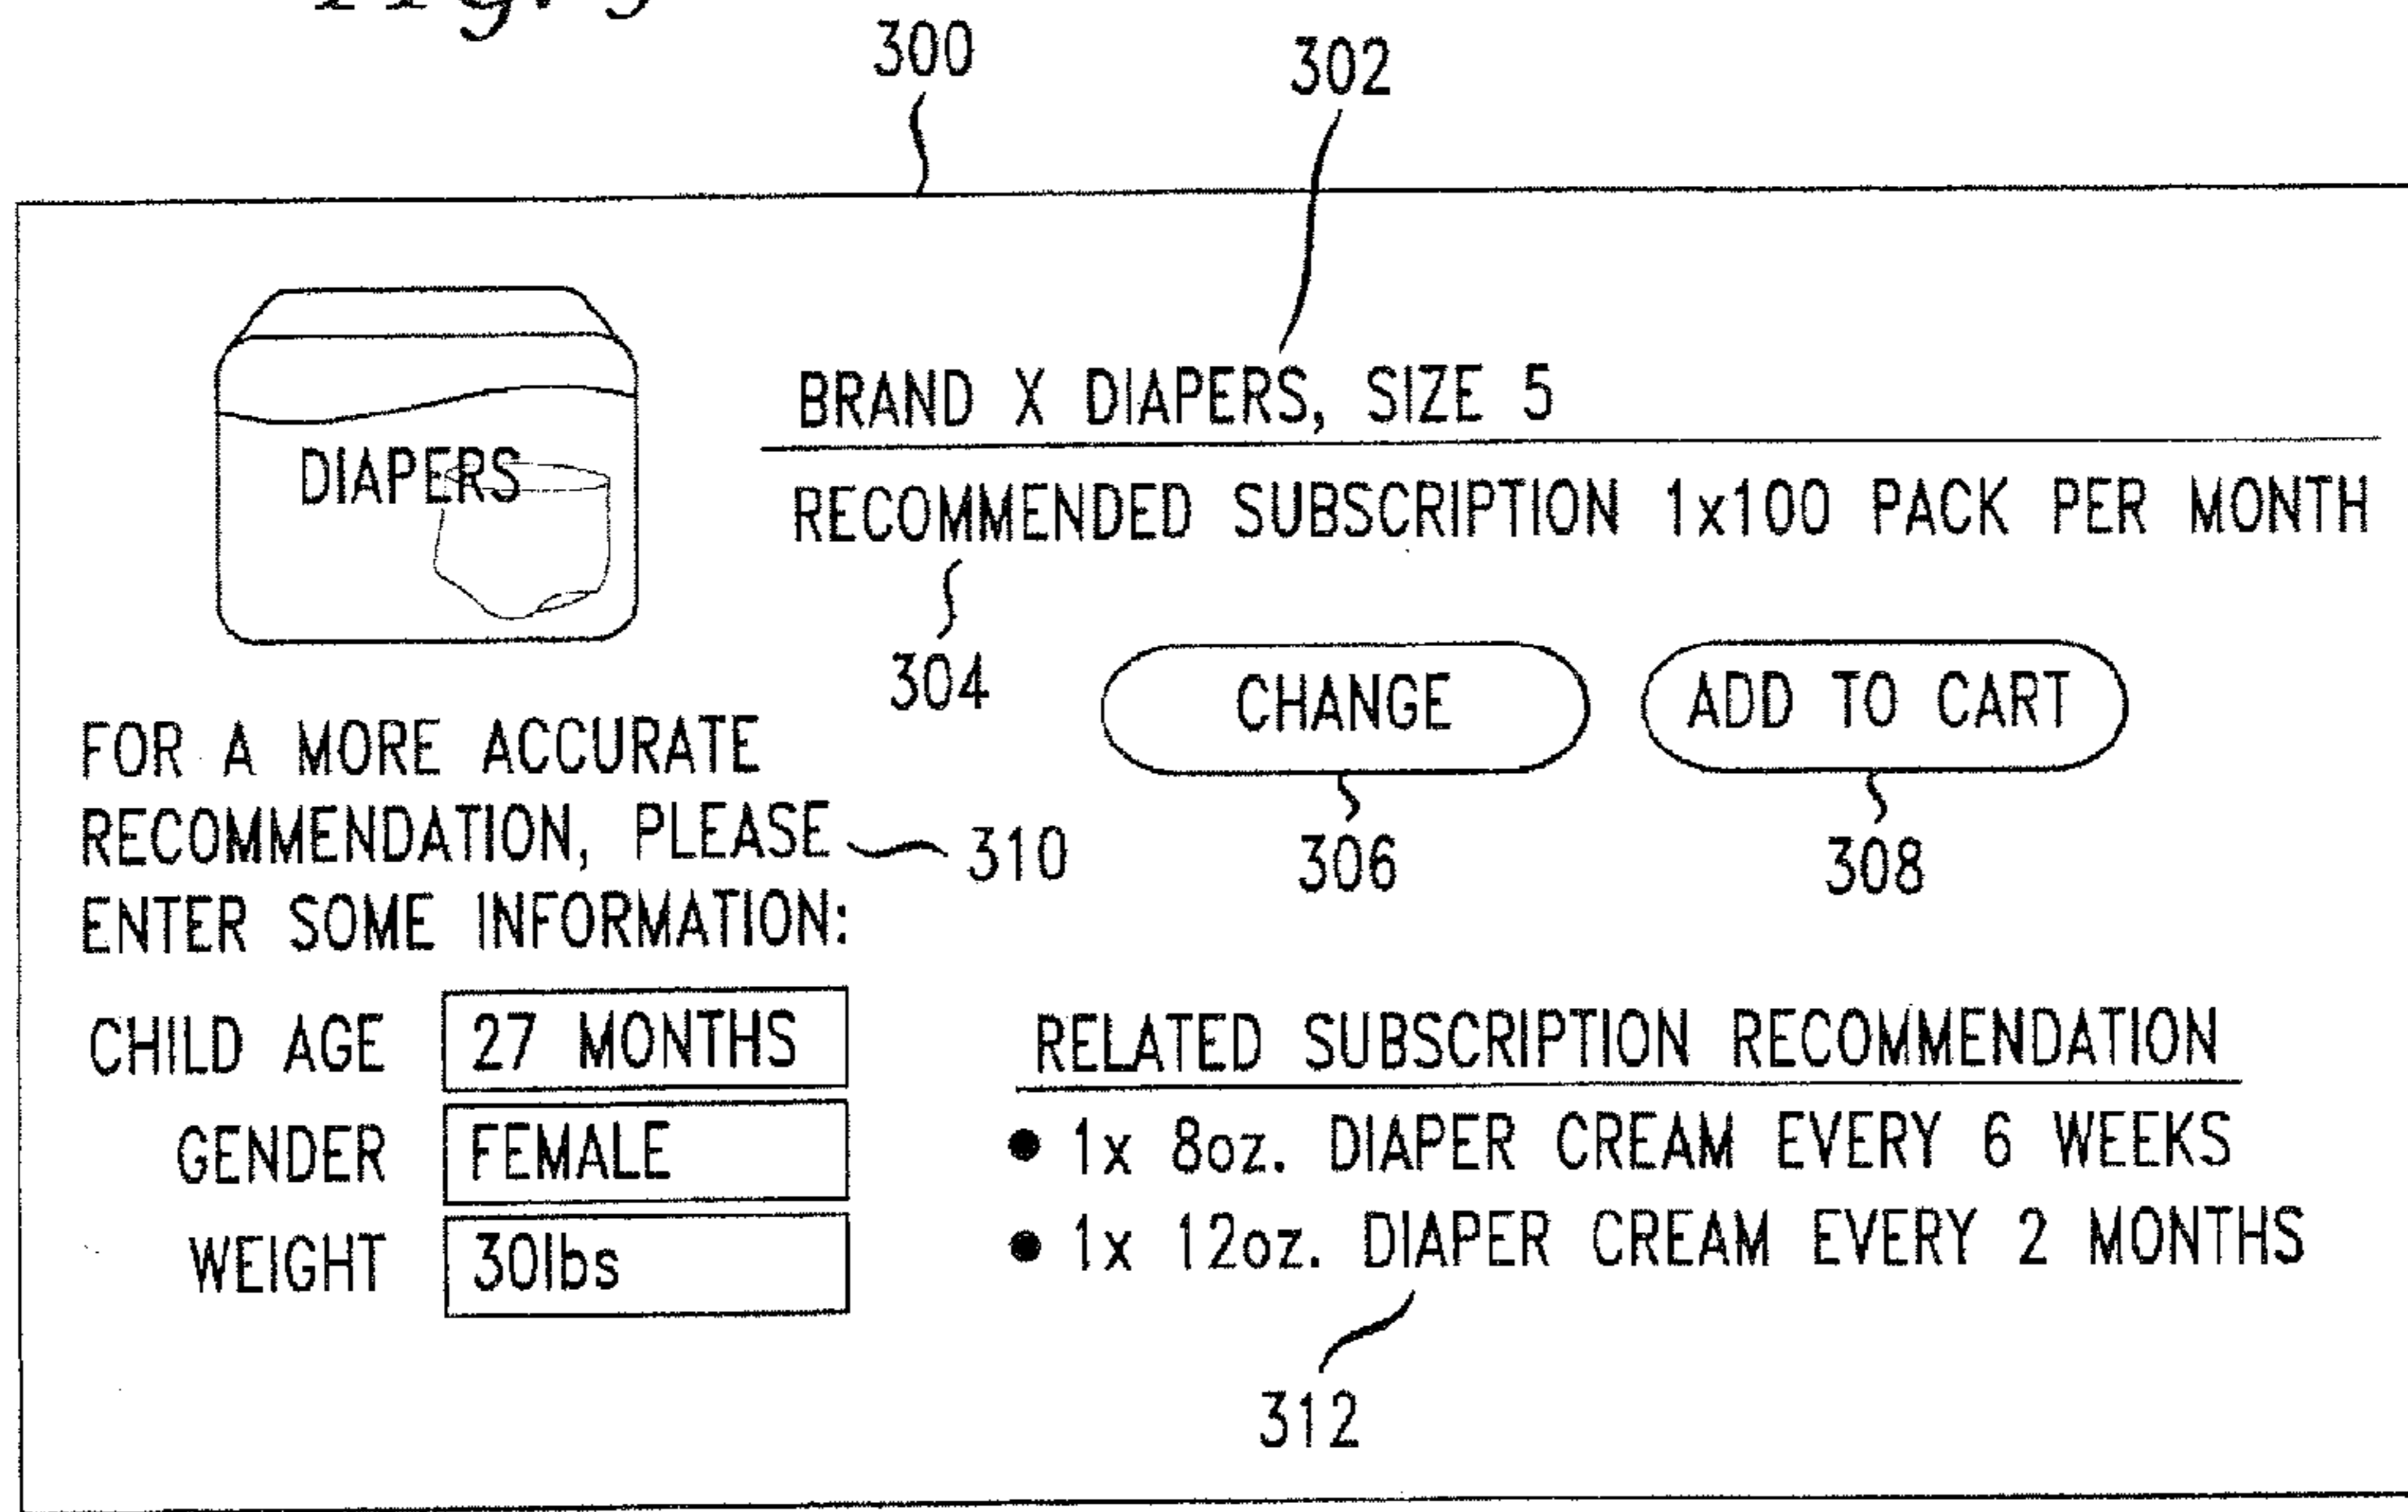 300
302
DIAPERS
BRAND X DIAPERS, SIZE 5
RECOMMENDED SUBSCRIPTION 1x100 PACK PER MONTH
304
CHANGE
ADD TO CART
306
308
FOR A MORE ACCURATE
RECOMMENDATION, PLEASE
ENTER SOME INFORMATION:
310
CHILD AGE 27 MONTHS
GENDER FEMALE
WEIGHT 30lbs
RELATED SUBSCRIPTION RECOMMENDATION
● 1x 8oz. DIAPER CREAM EVERY 6 WEEKS
● 1x 12oz. DIAPER CREAM EVERY 2 MONTHS
312